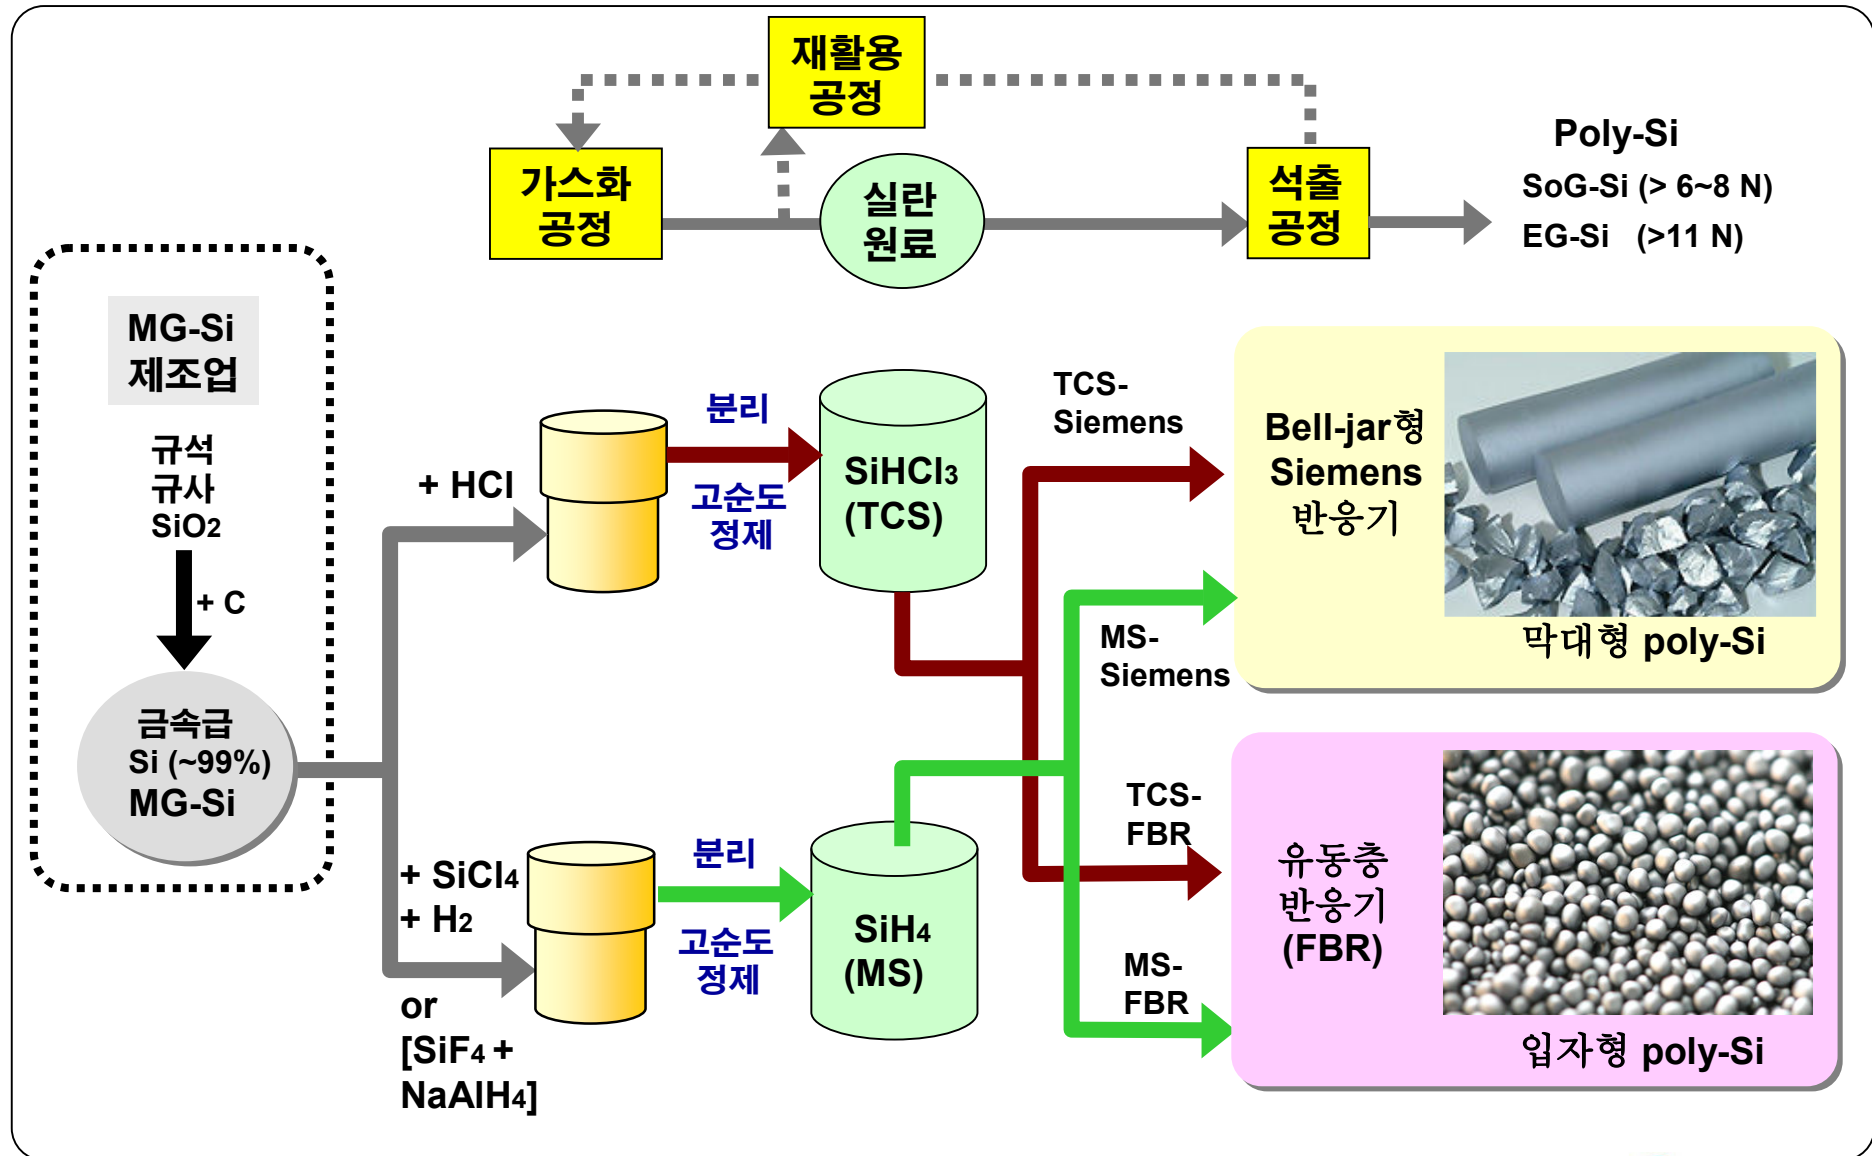 재활용
공정
가스화
공정
실란
원료
석출
공정
Poly-Si
SoG-Si (> 6~8 N)
EG-Si (>11 N)
MG-Si
제조업
규석
규사
SiO2
+ C
금속급
Si (~99%)
MG-Si
+ HCl
분리
고순도
정제
SiHCl3
(TCS)
TCS-
Siemens
MS-
Siemens
Bell-jar형
Siemens
반응기
막대형 poly-Si
+ SiCl4
+ H2
or
[SiF4 +
NaAlH4]
분리
고순도
정제
SiH4
(MS)
TCS-
FBR
MS-
FBR
유동층
반응기
(FBR)
입자형 poly-Si